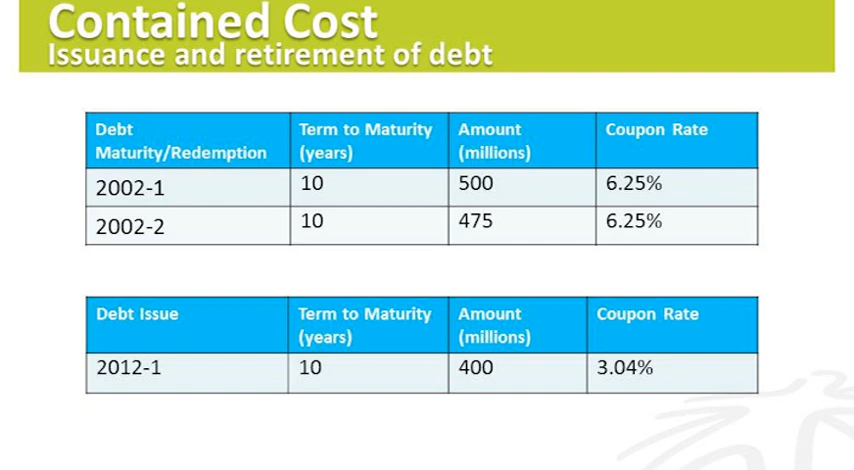 Contained Cost
Issuance and retirement of debt
Debt Maturity/Redemption | Term to Maturity (years) | Amount (millions) | Coupon Rate
2002-1 | 10 | 500 | 6.25%
2002-2 | 10 | 475 | 6.25%
Debt Issue | Term to Maturity (years) | Amount (millions) | Coupon Rate
2012-1 | 10 | 400 | 3.04%